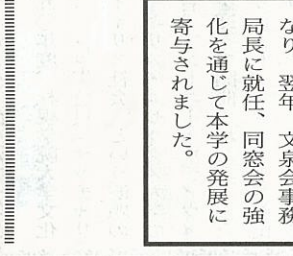 なり、翌年、文泉会事務
局長に就任、同窓会の強
化を通じて本学の発展に
寄与されました。